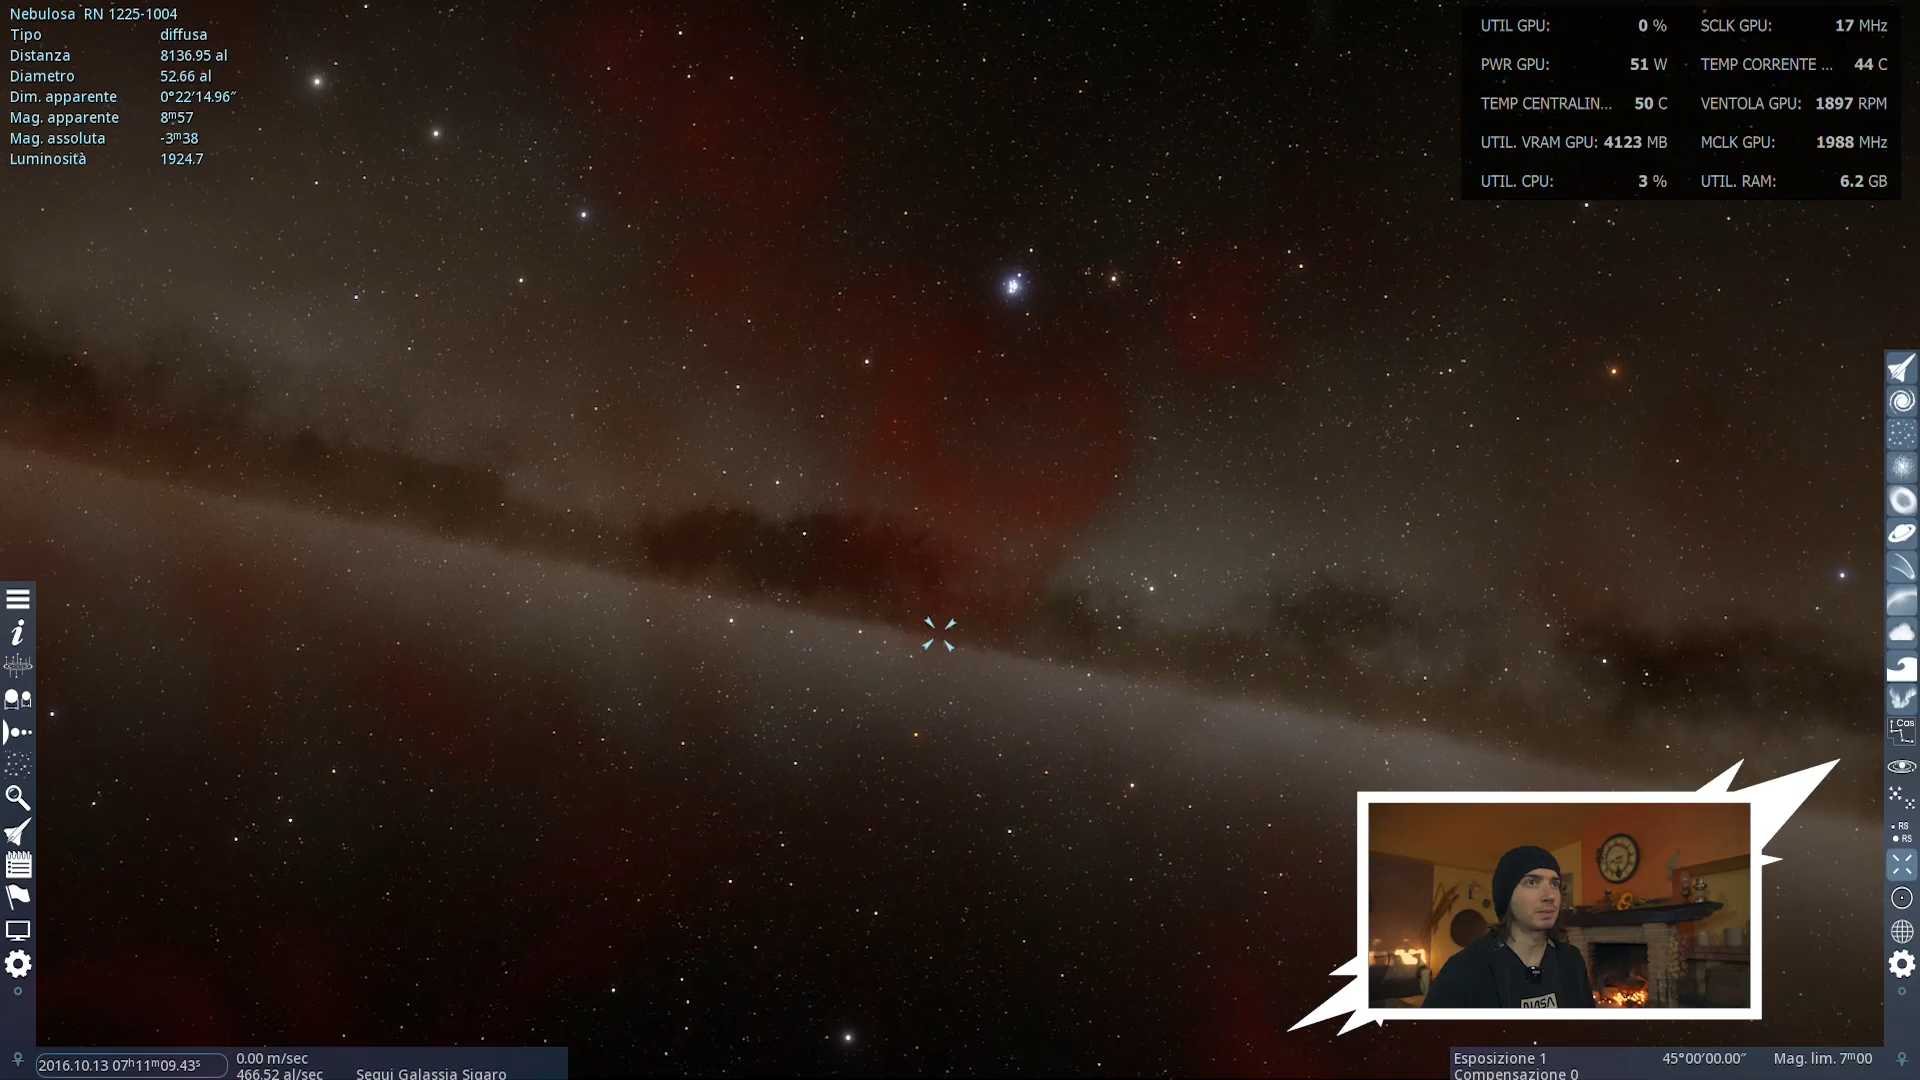 Nebulosa RN 1225-1004
Tipo diffusa
Distanza 8136.95 al
Diametro 52.66 al
Dim. apparente 0°22′14.96″
Mag. apparente 8ᵐ57
Mag. assoluta -3ᵐ38
Luminosità 1924.7
UTIL GPU: 0 % SCLK GPU: 17 MHz
PWR GPU: 51 W TEMP CORRENTE ... 44 C
TEMP CENTRALIN... 50 C VENTOLA GPU: 1897 RPM
UTIL. VRAM GPU: 4123 MB MCLK GPU: 1988 MHz
UTIL. CPU: 3 % UTIL. RAM: 6.2 GB
Cas
RS
RS
NASA
2016.10.13 07ʰ11ᵐ09.43ˢ
0.00 m/sec
466.52 al/sec Segui Galassia Sigaro
Esposizione 1 45°00′00.00″ Mag. lim. 7ᵐ00
Compensazione 0